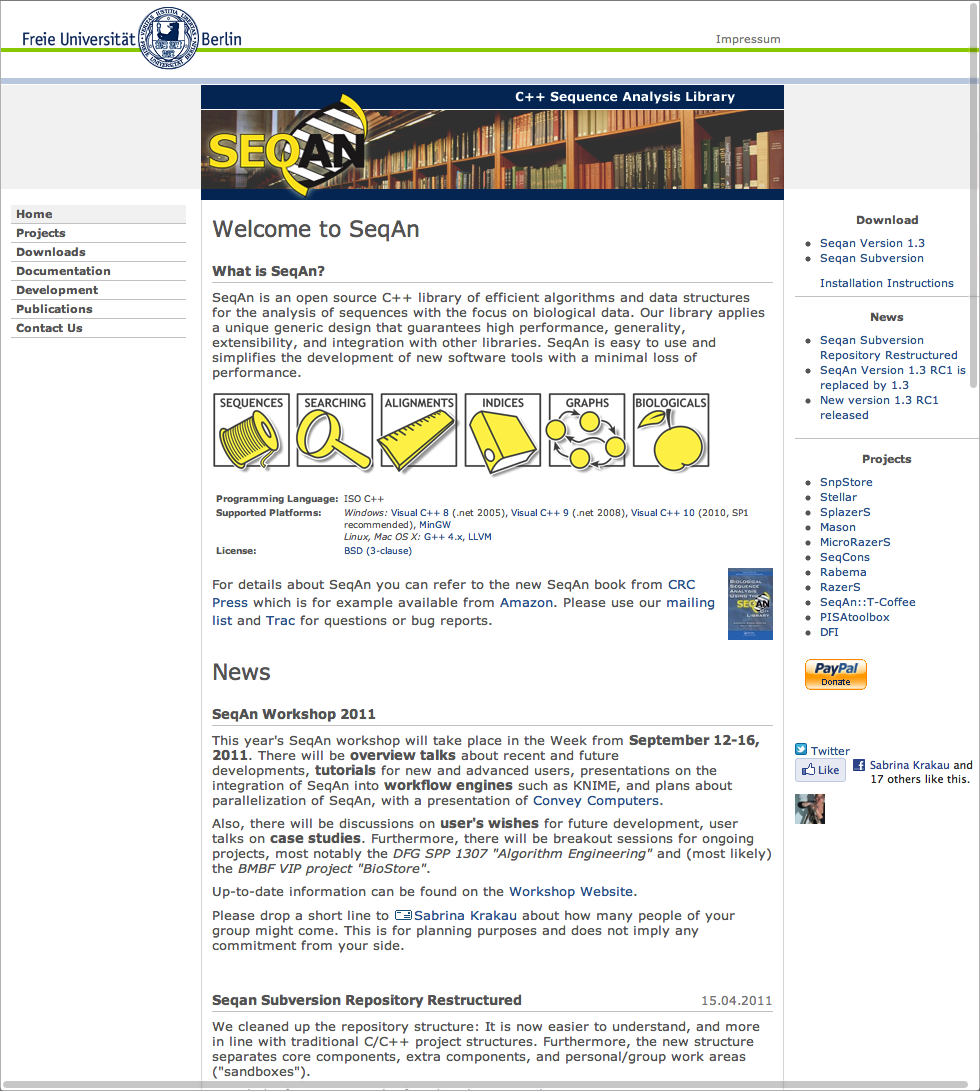 Freie Universität Berlin
Impressum
C++ Sequence Analysis Library
SEQAN
Home
Projects
Downloads
Documentation
Development
Publications
Contact Us
Welcome to SeqAn
What is SeqAn?
SeqAn is an open source C++ library of efficient algorithms and data structures
for the analysis of sequences with the focus on biological data. Our library applies
a unique generic design that guarantees high performance, generality,
extensibility, and integration with other libraries. SeqAn is easy to use and
simplifies the development of new software tools with a minimal loss of
performance.
SEQUENCES SEARCHING ALIGNMENTS INDICES GRAPHS BIOLOGICALS
Programming Language: ISO C++
Supported Platforms: Windows: Visual C++ 8 (.net 2005), Visual C++ 9 (.net 2008), Visual C++ 10 (2010, SP1
recommended), MinGW
Linux, Mac OS X: G++ 4.x, LLVM
License: BSD (3-clause)
For details about SeqAn you can refer to the new SeqAn book from CRC
Press which is for example available from Amazon. Please use our mailing
list and Trac for questions or bug reports.
BIOLOGICAL
SEQUENCE
ANALYSIS
USING THE
SEQAN
C++
LIBRARY
News
SeqAn Workshop 2011
This year's SeqAn workshop will take place in the Week from September 12-16,
2011. There will be overview talks about recent and future
developments, tutorials for new and advanced users, presentations on the
integration of SeqAn into workflow engines such as KNIME, and plans about
parallelization of SeqAn, with a presentation of Convey Computers.
Also, there will be discussions on user's wishes for future development, user
talks on case studies. Furthermore, there will be breakout sessions for ongoing
projects, most notably the DFG SPP 1307 "Algorithm Engineering" and (most likely)
the BMBF VIP project "BioStore".
Up-to-date information can be found on the Workshop Website.
Please drop a short line to Sabrina Krakau about how many people of your
group might come. This is for planning purposes and does not imply any
commitment from your side.
Seqan Subversion Repository Restructured 15.04.2011
We cleaned up the repository structure: It is now easier to understand, and more
in line with traditional C/C++ project structures. Furthermore, the new structure
separates core components, extra components, and personal/group work areas
("sandboxes").
Download
Seqan Version 1.3
Seqan Subversion
Installation Instructions
News
Seqan Subversion
Repository Restructured
SeqAn Version 1.3 RC1 is
replaced by 1.3
New version 1.3 RC1
released
Projects
SnpStore
Stellar
SplazerS
Mason
MicroRazerS
SeqCons
Rabema
RazerS
SeqAn::T-Coffee
PISAtoolbox
DFI
PayPal
Donate
Twitter
Like
Sabrina Krakau and
17 others like this.